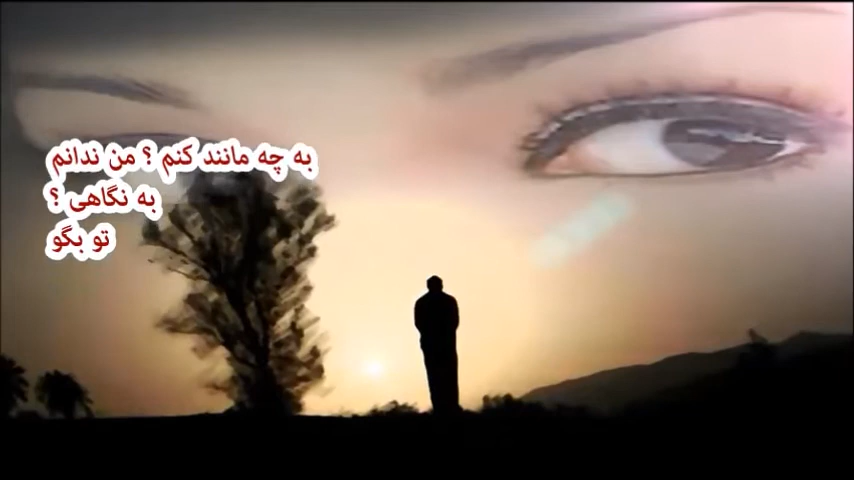 به چه مانند کنم ؟ من ندانم
به نگاهی ؟
تو بگو